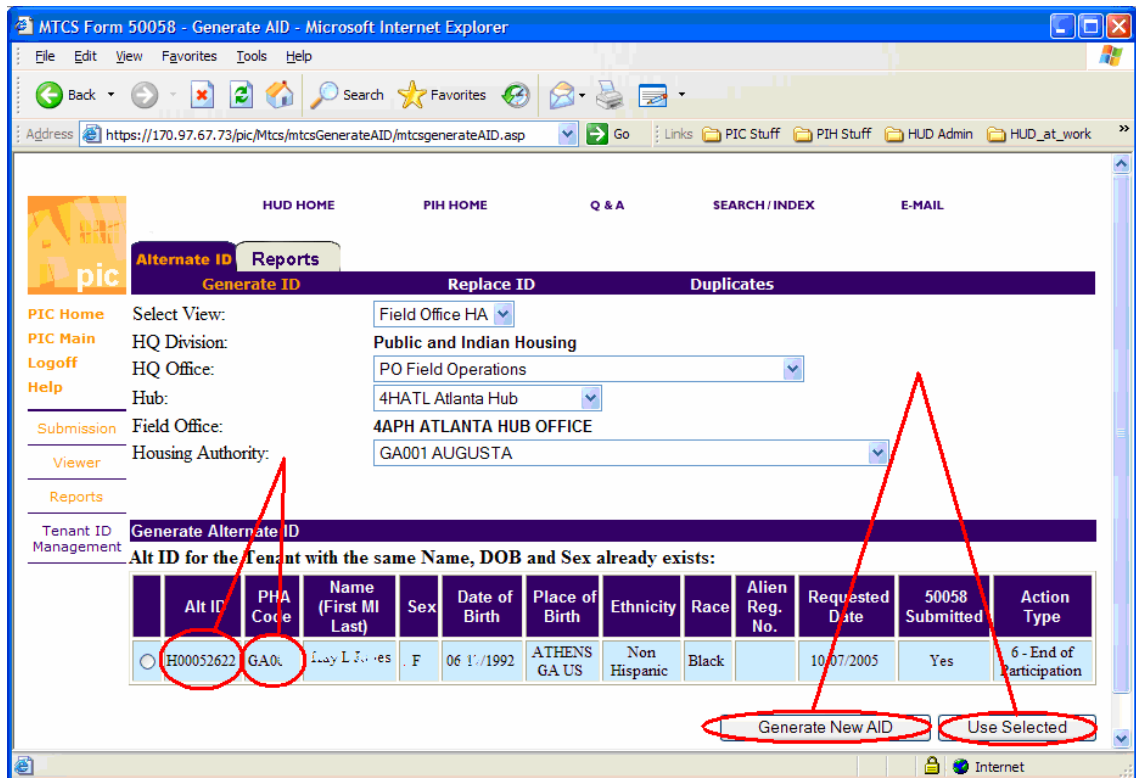 MTCS Form 50058 - Generate AID - Microsoft Internet Explorer
File Edit View Favorites Tools Help
Back Search Favorites
Address https://170.97.67.73/pic/Mtcs/mtcsGenerateAID/mtcsgenerateAID.asp Go Links PIC Stuff PIH Stuff HUD Admin HUD_at_work »
HUD HOME PIH HOME Q & A SEARCH / INDEX E-MAIL
pic
Alternate ID Reports
Generate ID Replace ID Duplicates
PIC Home
PIC Main
Logoff
Help
Submission
Viewer
Reports
Tenant ID
Management
Select View: Field Office HA
HQ Division: Public and Indian Housing
HQ Office: PO Field Operations
Hub: 4HATL Atlanta Hub
Field Office: 4APH ATLANTA HUB OFFICE
Housing Authority: GA001 AUGUSTA
Generate Alternate ID
Alt ID for the Tenant with the same Name, DOB and Sex already exists:
Alt ID
PHA
Code
Name
(First MI
Last)
Sex
Date of
Birth
Place of
Birth
Ethnicity
Race
Alien
Reg.
No.
Requested
Date
50058
Submitted
Action
Type
H00052622
L
F
ATHENS
GA US
Non
Hispanic
Black
10/07/2005
Yes
6 - End of
Participation
Generate New AID Use Selected
Internet